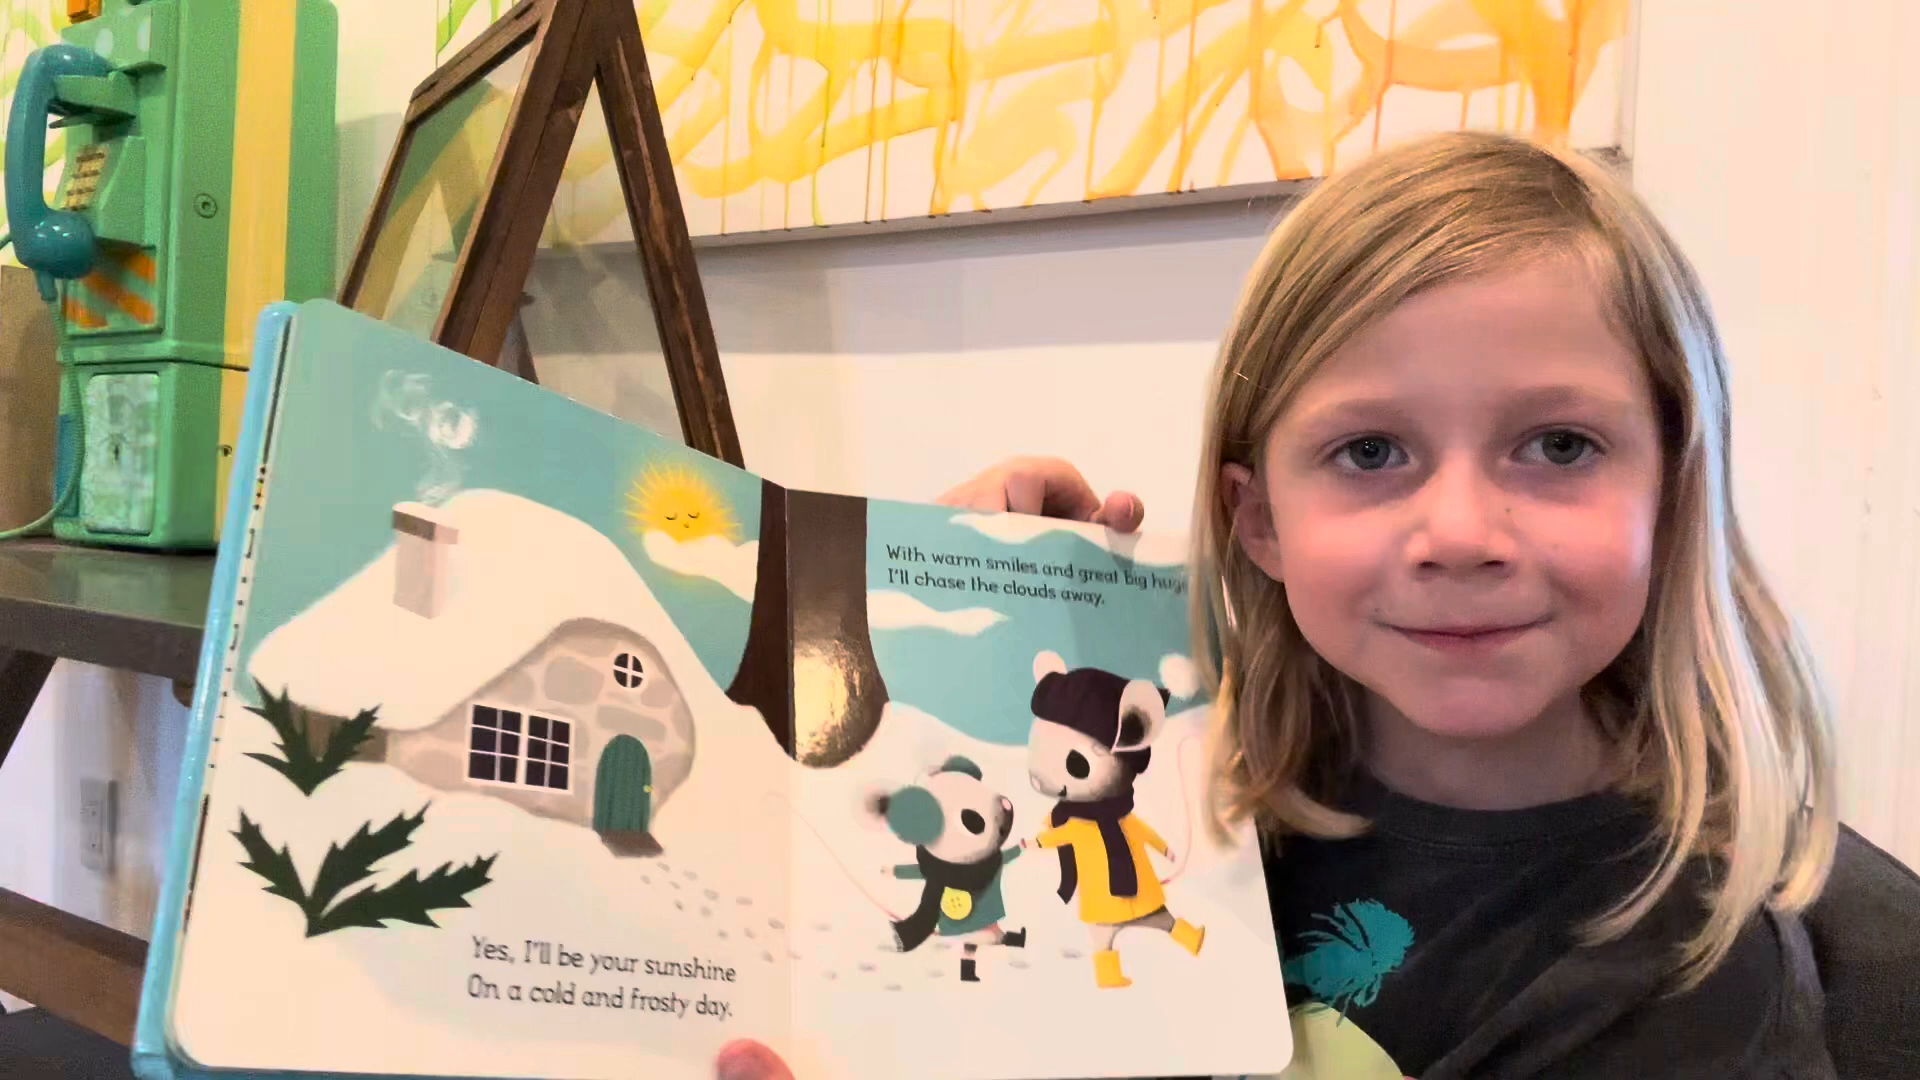 Yes, I'll be your sunshine
On a cold and frosty day.
With warm smiles and great big
I'll chase the clouds away.